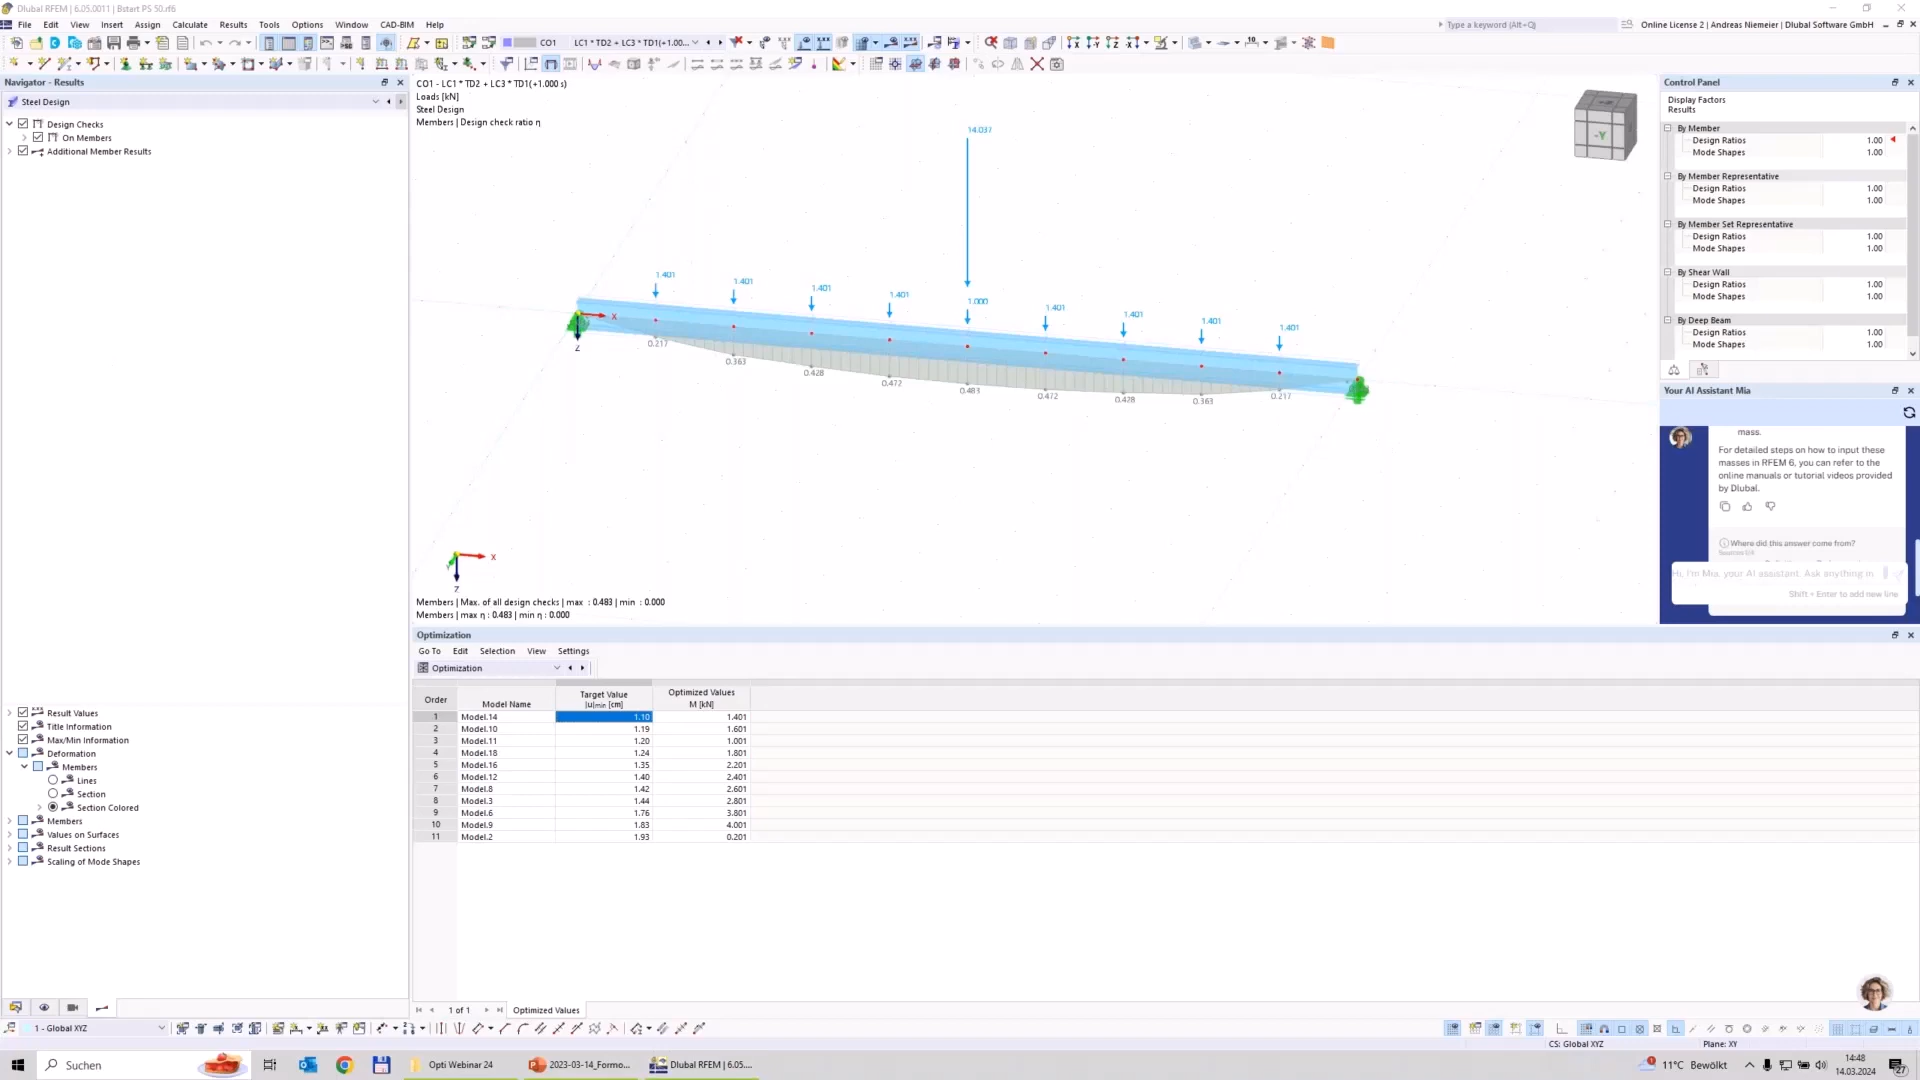 Dlubal RFEM | 6.05.0011 | Bstart PS 50.rf6
File Edit View Insert Assign Calculate Results Tools Options Window CAD-BIM Help
Type a keyword (Alt+Q)
Online License 2 | Andreas Niemeier | Dlubal Software GmbH
CO1 LC1 * TD2 + LC3 * TD1(+1.00...
Navigator - Results
Steel Design
Design Checks
On Members
Additional Member Results
Result Values
Title Information
Max/Min Information
Deformation
Members
Lines
Section
Section Colored
Members
Values on Surfaces
Result Sections
Scaling of Mode Shapes
CO1 - LC1 * TD2 + LC3 * TD1(+1.000 s)
Loads [kN]
Steel Design
Members | Design check ratio η
14.037
1.401
1.401
1.401
1.401
1.000
1.401
1.401
1.401
1.401
X
Z
0.217
0.363
0.428
0.472
0.483
0.472
0.428
0.363
0.217
-Y
X
Z
Members | Max. of all design checks | max : 0.483 | min : 0.000
Members | max η : 0.483 | min η : 0.000
Control Panel
Display Factors
Results
By Member
Design Ratios 1.00
Mode Shapes 1.00
By Member Representative
Design Ratios 1.00
Mode Shapes 1.00
By Member Set Representative
Design Ratios 1.00
Mode Shapes 1.00
By Shear Wall
Design Ratios 1.00
Mode Shapes 1.00
By Deep Beam
Design Ratios 1.00
Mode Shapes 1.00
Your AI Assistant Mia
mass.
For detailed steps on how to input these
masses in RFEM 6, you can refer to the
online manuals or tutorial videos provided
by Dlubal.
Where did this answer come from?
Hi, I'm Mia, your AI assistant. Ask anything in
Shift + Enter to add new line
Optimization
Go To Edit Selection View Settings
Optimization
Order Model Name Target Value |u|min [cm] Optimized Values M [kN]
1 Model.14 1.10 1.401
2 Model.10 1.19 1.601
3 Model.11 1.20 1.001
4 Model.18 1.24 1.801
5 Model.16 1.35 2.201
6 Model.12 1.40 2.401
7 Model.8 1.42 2.601
8 Model.3 1.44 2.801
9 Model.6 1.76 3.801
10 Model.9 1.83 4.001
11 Model.2 1.93 0.201
1 of 1 Optimized Values
1 - Global XYZ
CS: Global XYZ Plane: XY
Suchen
Opti Webinar 24
2023-03-14_Formo...
Dlubal RFEM | 6.05....
11°C Bewölkt
14:48
14.03.2024
27